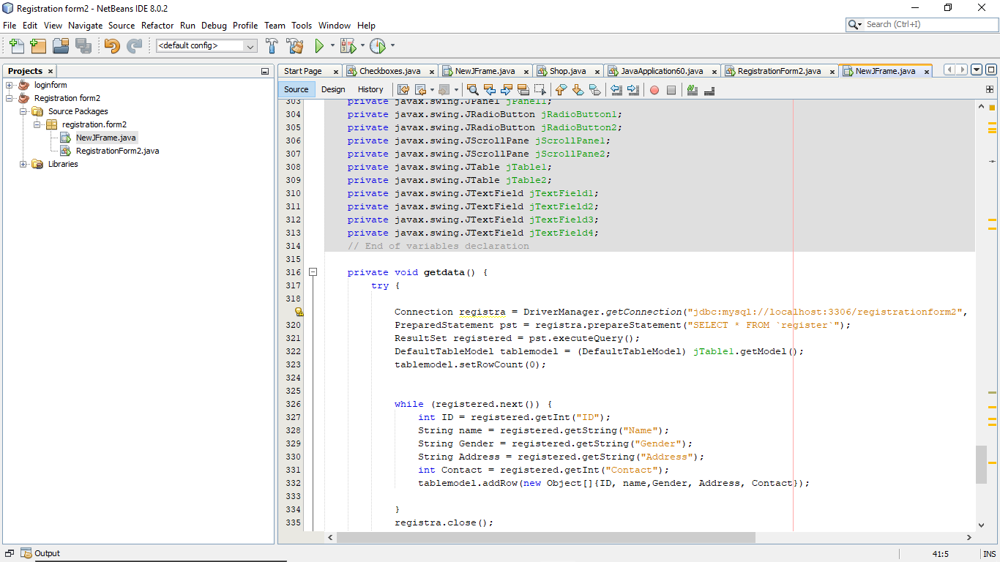 Registration form2 - NetBeans IDE 8.0.2
File Edit View Navigate Source Refactor Run Debug Profile Team Tools Window Help
Search (Ctrl+I)
<default config>
Projects
loginform
Registration form2
Source Packages
registration.form2
NewJFrame.java
RegistrationForm2.java
Libraries
Start Page Checkboxes.java NewJFrame.java Shop.java JavaApplication60.java RegistrationForm2.java NewJFrame.java
Source Design History
303 private javax.swing.JPanel jPanel1;
304 private javax.swing.JRadioButton jRadioButton1;
305 private javax.swing.JRadioButton jRadioButton2;
306 private javax.swing.JScrollPane jScrollPane1;
307 private javax.swing.JScrollPane jScrollPane2;
308 private javax.swing.JTable jTable1;
309 private javax.swing.JTable jTable2;
310 private javax.swing.JTextField jTextField1;
311 private javax.swing.JTextField jTextField2;
312 private javax.swing.JTextField jTextField3;
313 private javax.swing.JTextField jTextField4;
314 // End of variables declaration
315
316 private void getdata() {
317 try {
318
Connection registra = DriverManager.getConnection("jdbc:mysql://localhost:3306/registrationform2",
320 PreparedStatement pst = registra.prepareStatement("SELECT * FROM `register`");
321 ResultSet registered = pst.executeQuery();
322 DefaultTableModel tablemodel = (DefaultTableModel) jTable1.getModel();
323 tablemodel.setRowCount(0);
324
325
326 while (registered.next()) {
327 int ID = registered.getInt("ID");
328 String name = registered.getString("Name");
329 String Gender = registered.getString("Gender");
330 String Address = registered.getString("Address");
331 int Contact = registered.getInt("Contact");
332 tablemodel.addRow(new Object[]{ID, name,Gender, Address, Contact});
333
334 }
335 registra.close();
Output
41:5 INS